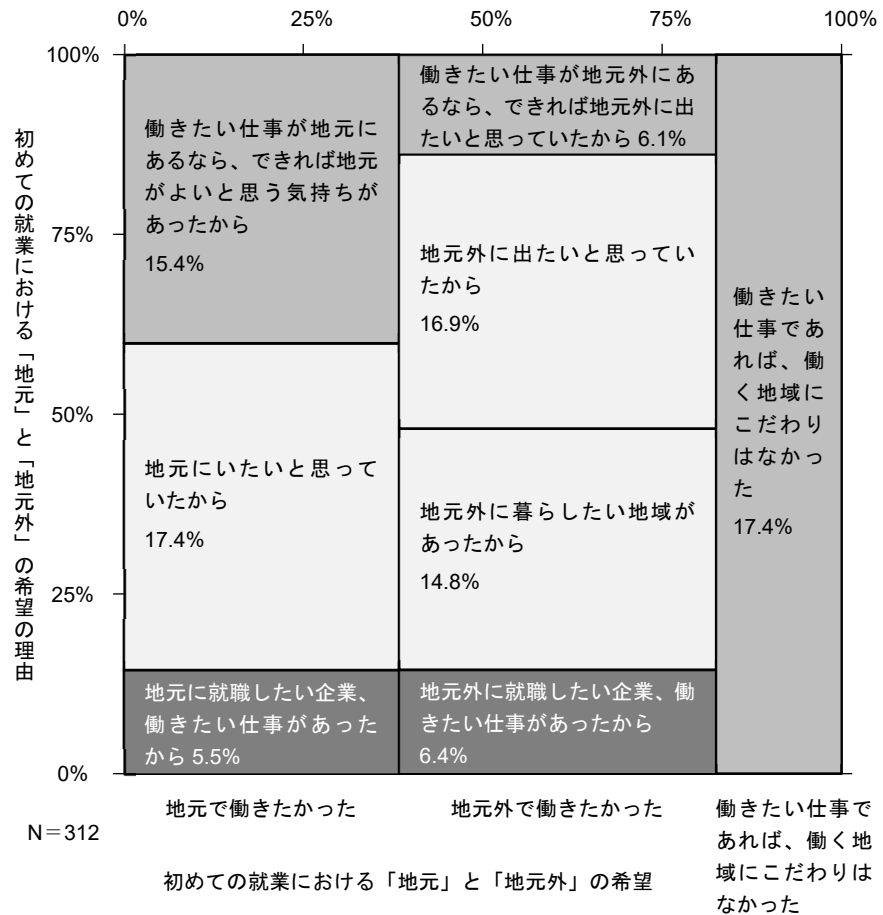 0% 25% 50% 75% 100%
100%
75%
50%
25%
0%
初めての就業における「地元」と「地元外」の希望の理由
働きたい仕事が地元に
あるなら、できれば地元
がよいと思う気持ちが
あったから
15.4%
地元にいたいと思って
いたから
17.4%
地元に就職したい企業、
働きたい仕事があった
から 5.5%
働きたい仕事が地元外にあ
るなら、できれば地元外に出
たいと思っていたから 6.1%
地元外に出たいと思ってい
たから
16.9%
地元外に暮らしたい地域が
あったから
14.8%
地元外に就職したい企業、働
きたい仕事があったから
6.4%
働きたい
仕事であ
れば、働
く地域に
こだわり
はなかっ
た
17.4%
地元で働きたかった
地元外で働きたかった
働きたい仕事で
あれば、働く地
域にこだわりは
なかった
N＝312
初めての就業における「地元」と「地元外」の希望